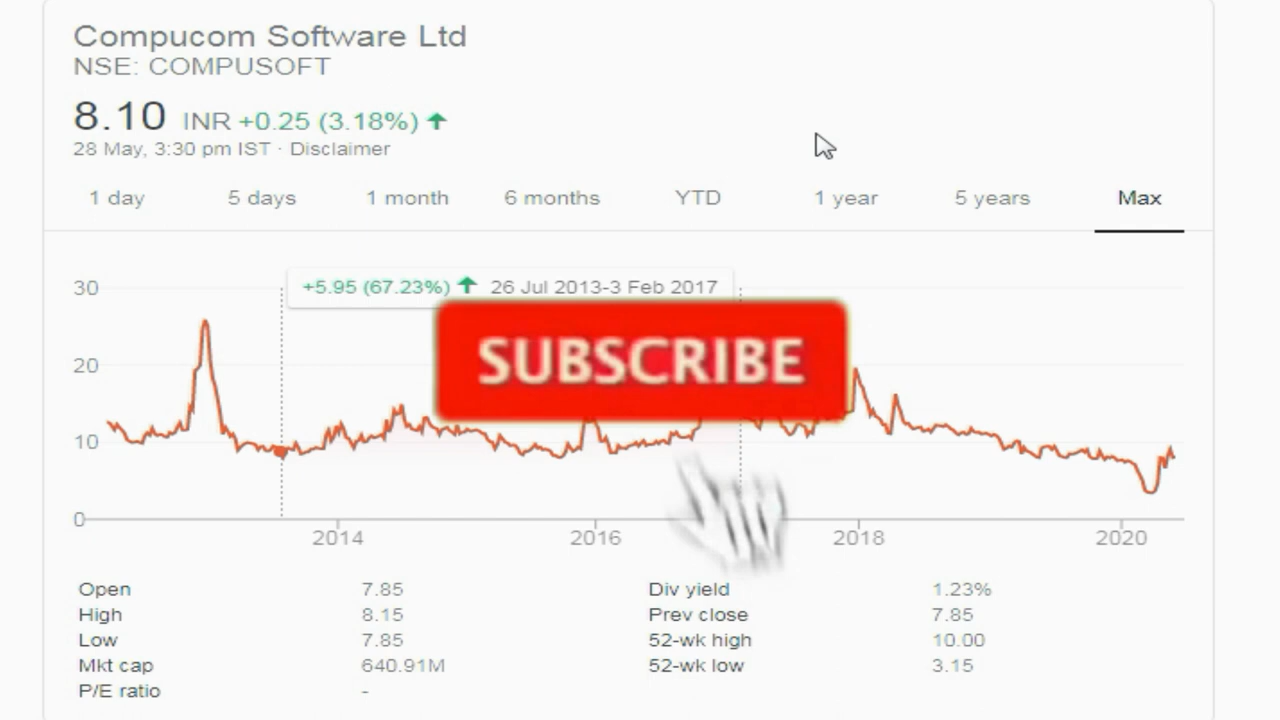 Compucom Software Ltd
NSE: COMPUSOFT
8.10 INR +0.25 (3.18%) ↑
28 May, 3:30 pm IST · Disclaimer
1 day 5 days 1 month 6 months YTD 1 year 5 years Max
+5.95 (67.23%) ↑ 26 Jul 2013-3 Feb 2017
30
SUBSCRIBE
20
10
0
2014 2016 2018 2020
Open 7.85 Div yield 1.23%
High 8.15 Prev close 7.85
Low 7.85 52-wk high 10.00
Mkt cap 640.91M 52-wk low 3.15
P/E ratio -